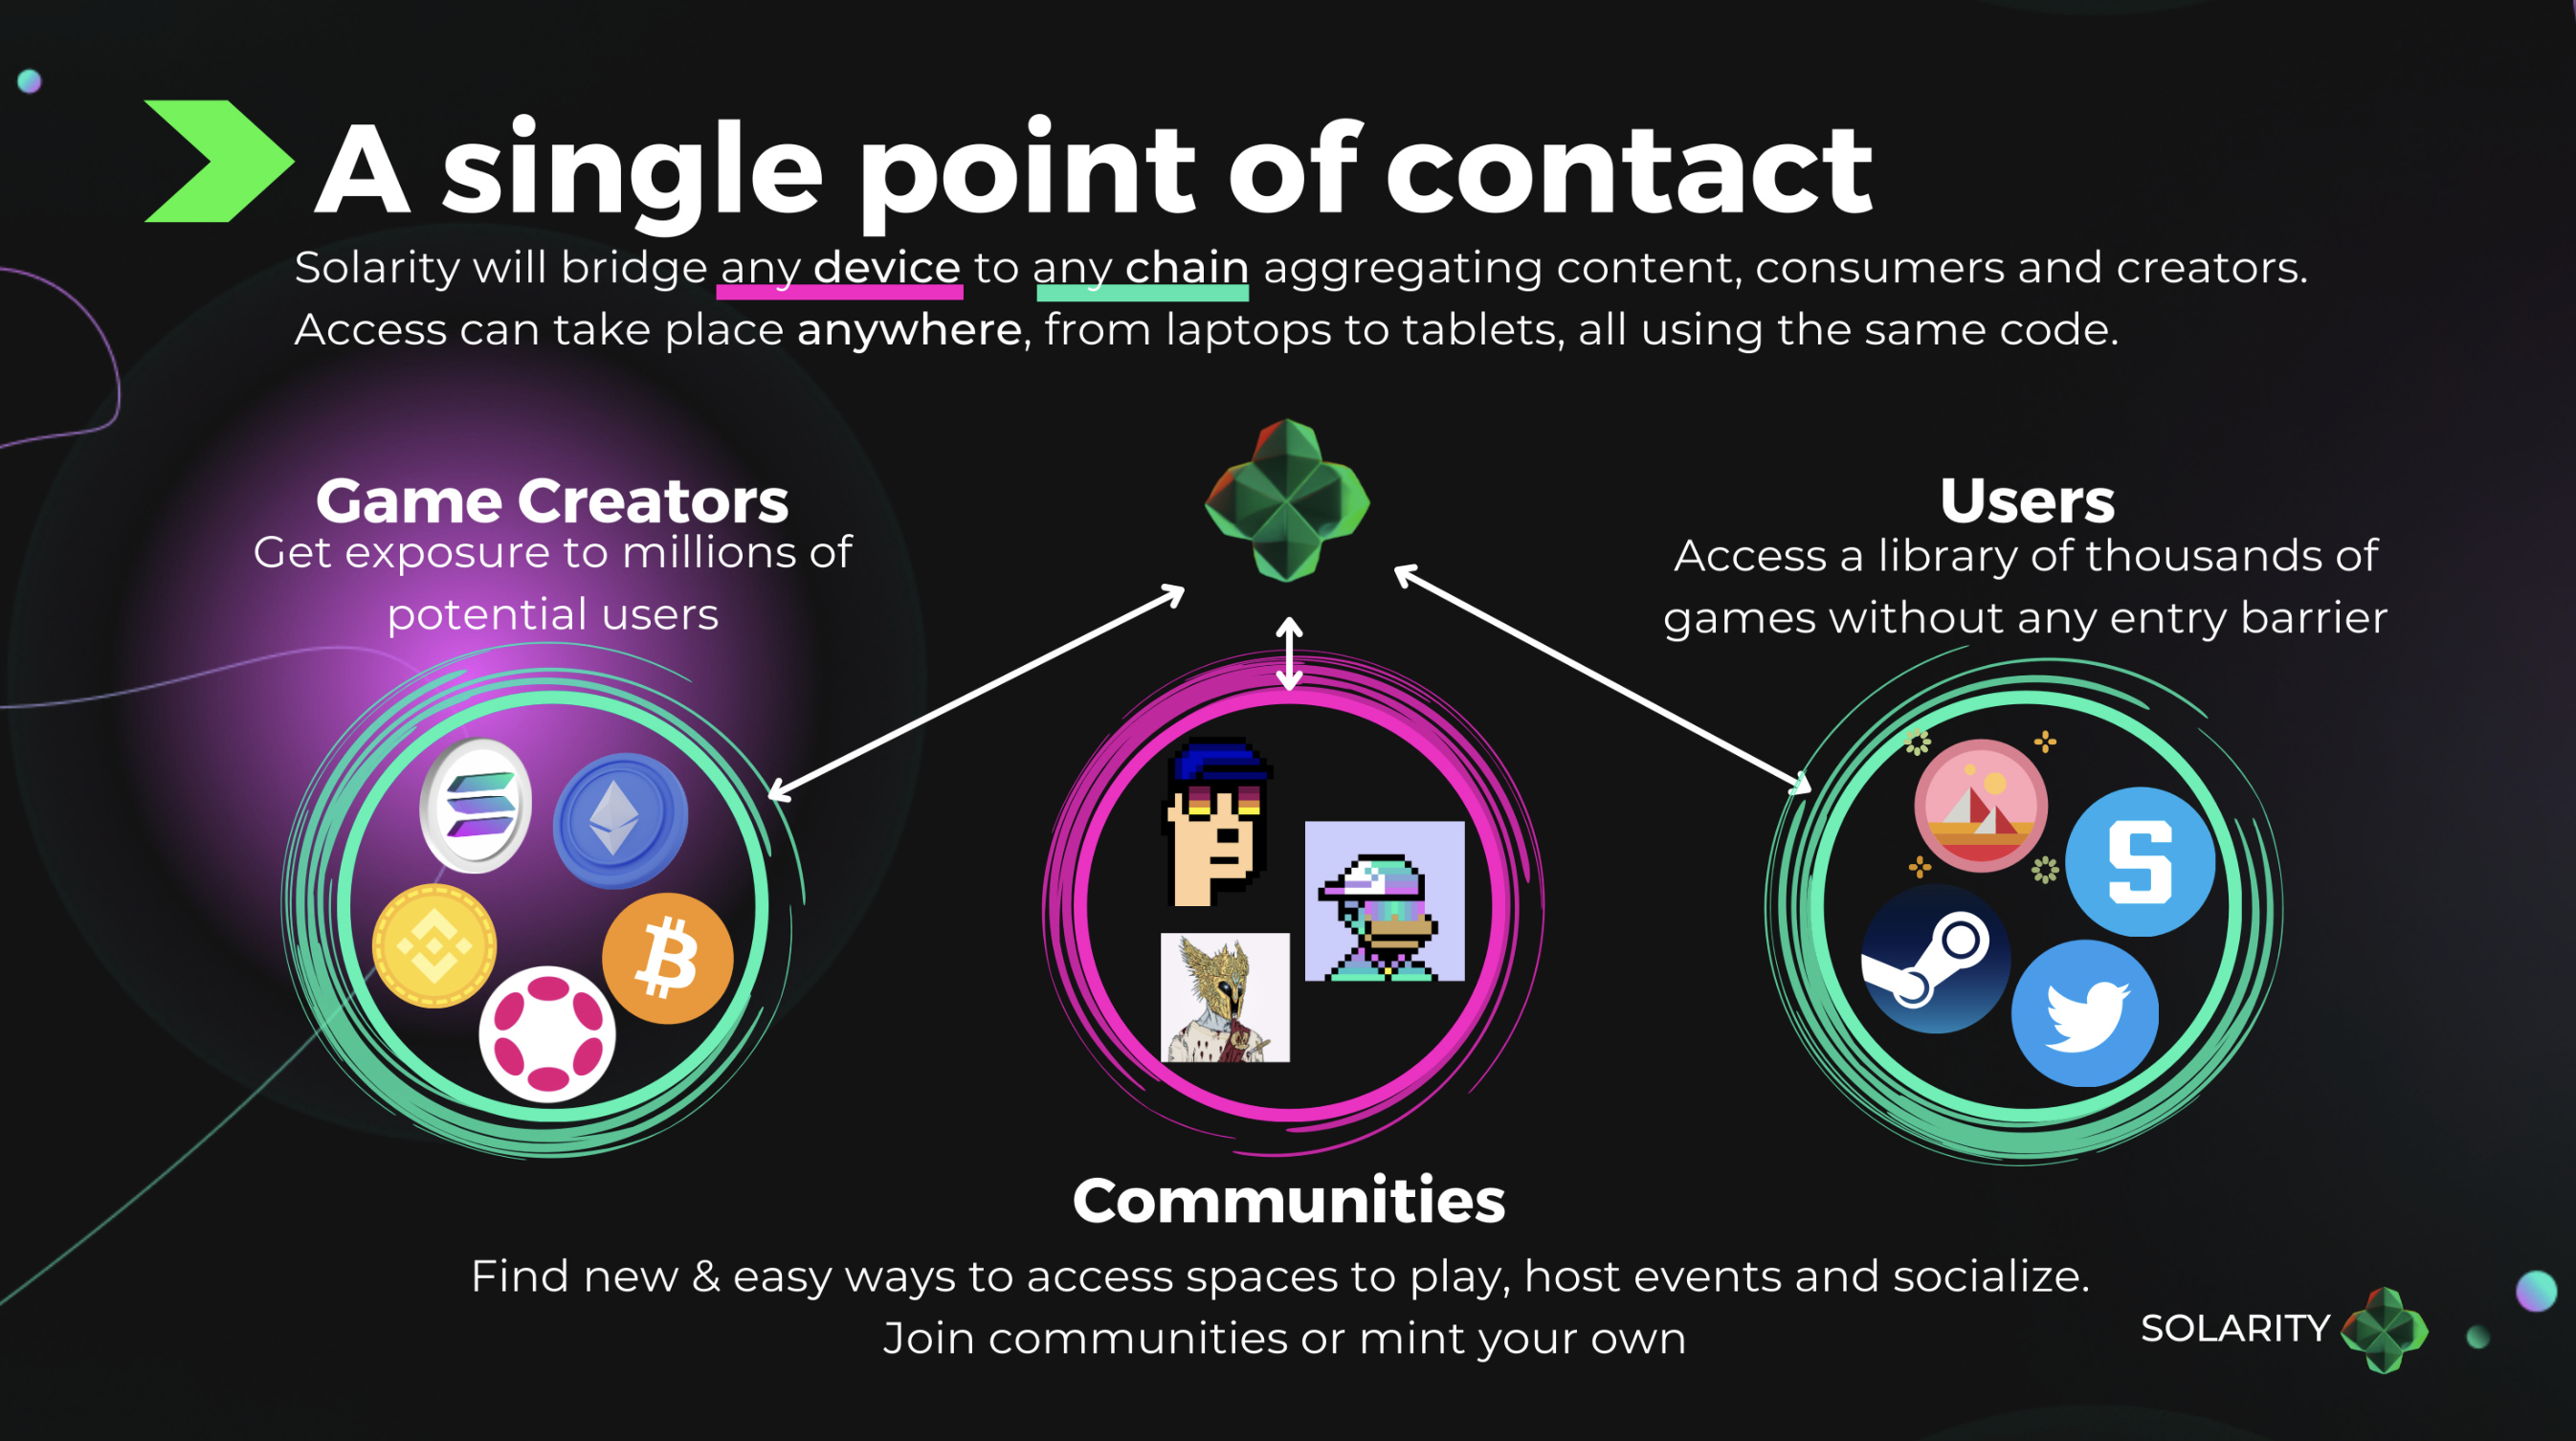 A single point of contact
Solarity will bridge any device to any chain aggregating content, consumers and creators.
Access can take place anywhere, from laptops to tablets, all using the same code.
Game Creators
Get exposure to millions of
potential users
Users
Access a library of thousands of
games without any entry barrier
Communities
Find new & easy ways to access spaces to play, host events and socialize.
Join communities or mint your own
SOLARITY